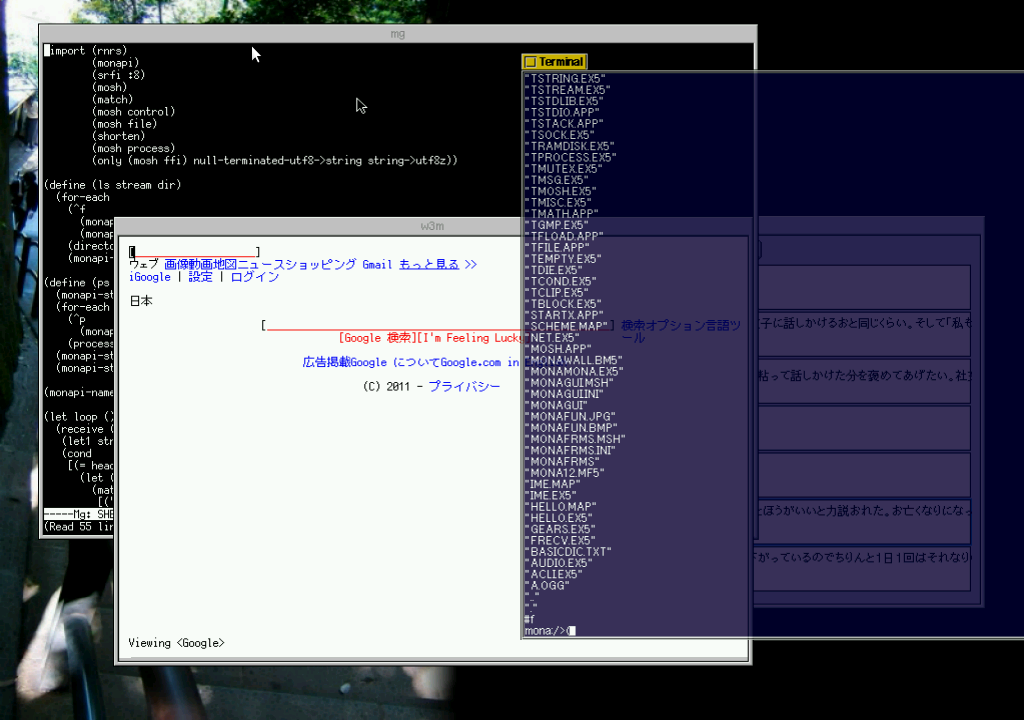 mg
import (rnrs)
(monapi)
(srfi :8)
(mosh)
(match)
(mosh control)
(mosh file)
(shorten)
(mosh process)
(only (mosh ffi) null-terminated-utf8->string string->utf8z))
(define (ls stream dir)
(for-each
(^f
(monap
(monap
(directo
(monapi-
(define (ps
(monapi-st
(for-each
(^p
(monap
(process
(monapi-st
(monapi-st
(monapi-name
(let loop ()
(receive (
(let1 str
(cond
[(= head
(let (
(mat
[('
-----Mg: SHE
(Read 55 lin
w3m
[ ]
ウェブ 画像動画地図ニュースショッピング Gmail もっと見る >>
iGoogle | 設定 | ログイン
日本
[ ] 検索オプション言語ツ
ール
[Google 検索][I'm Feeling Lucky
広告掲載Google についてGoogle.com in
(C) 2011 - プライバシー
Viewing <Google>
Terminal
"TSTRING.EX5"
"TSTREAM.EX5"
"TSTDLIB.EX5"
"TSTDIO.APP"
"TSTACK.APP"
"TSOCK.EX5"
"TRAMDISK.EX5"
"TPROCESS.EX5"
"TMUTEX.EX5"
"TMSG.EX5"
"TMOSH.EX5"
"TMISC.EX5"
"TMATH.APP"
"TGMP.EX5"
"TFLOAD.APP"
"TFILE.APP"
"TEMPTY.EX5"
"TDIE.EX5"
"TCOND.EX5"
"TCLIP.EX5"
"TBLOCK.EX5"
"STARTX.APP"
"SCHEME.MAP"
"NET.EX5"
"MOSH.APP"
"MONAWALL.BM5"
"MONAMONA.EX5"
"MONAGUI.MSH"
"MONAGUI.INI"
"MONAGUI"
"MONAFUN.JPG"
"MONAFUN.BMP"
"MONAFRMS.MSH"
"MONAFRMS.INI"
"MONAFRMS"
"MONA12.MF5"
"IME.MAP"
"IME.EX5"
"HELLO.MAP"
"HELLO.EX5"
"GEARS.EX5"
"FRECV.EX5"
"BASICDIC.TXT"
"AUDIO.EX5"
"ACLI.EX5"
"A.OGG"
".."
"."
#f
mona:/>(
子に話しかけるおと同じくらい。そして「私も
粘って話しかけた分を褒めてあげたい。社交
たほうがいいと力説おれた。お亡くなりになっ
下がっているのでちりんと1日1回はそれなり